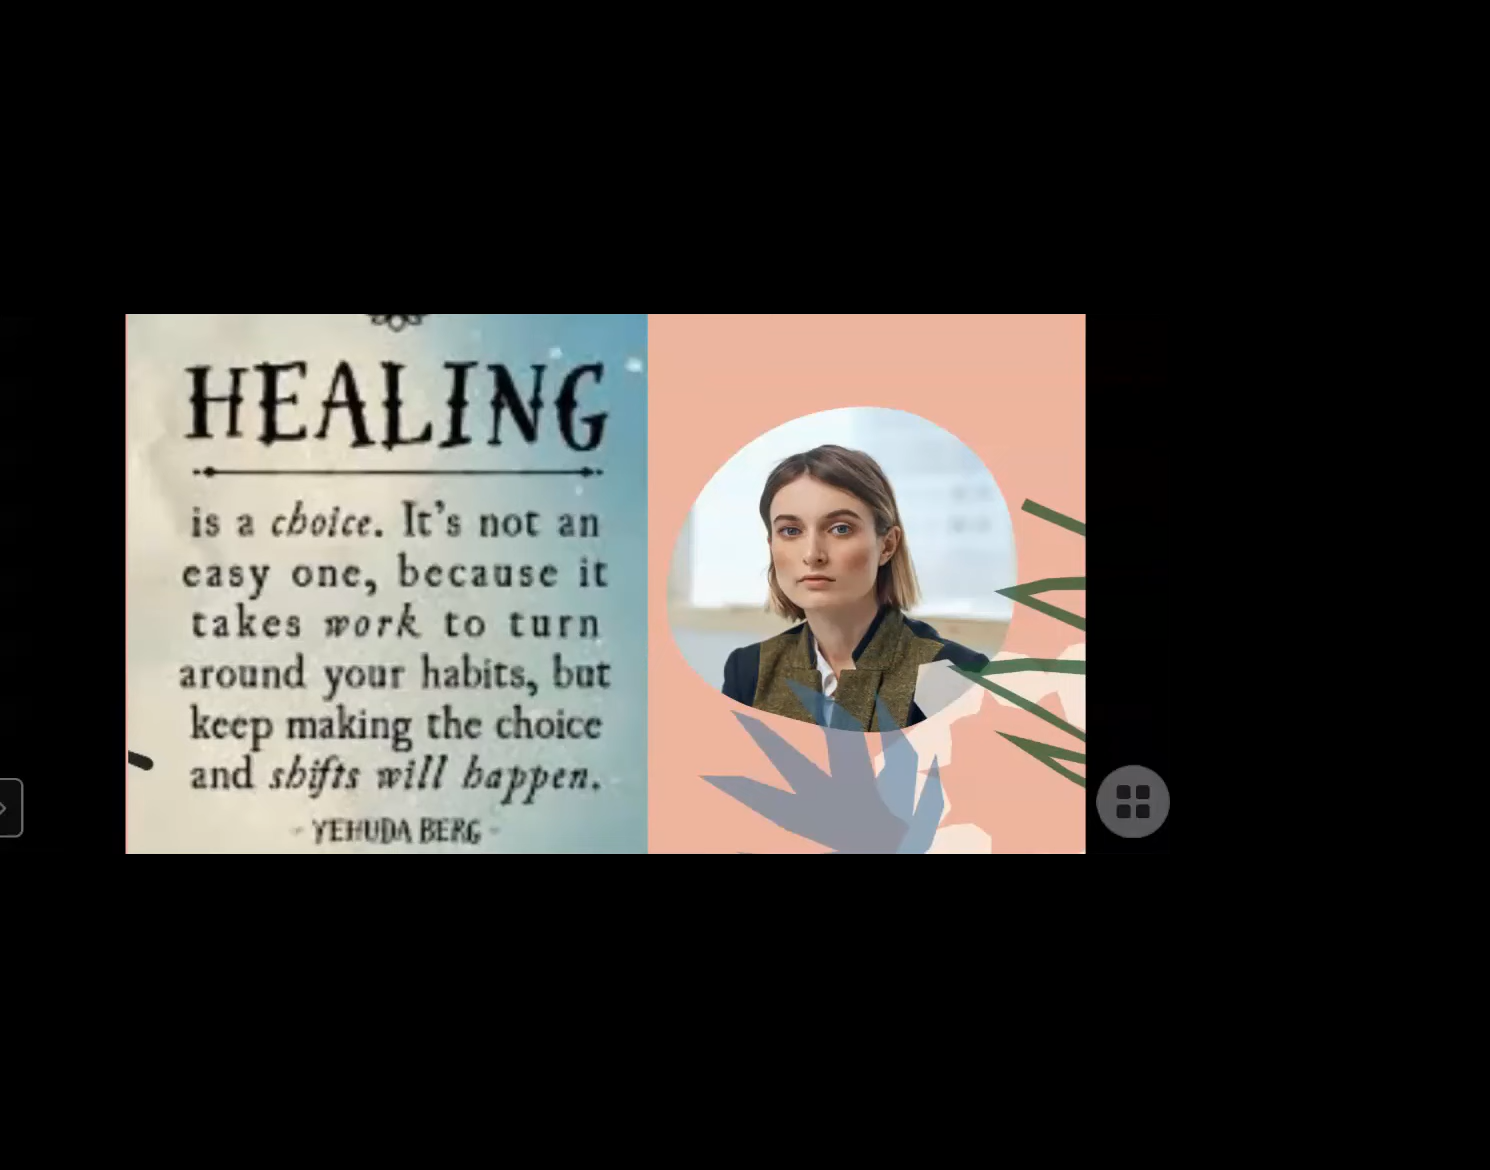 HEALING
is a choice. It's not an
easy one, because it
takes work to turn
around your habits, but
keep making the choice
and shifts will happen.
- YEHUDA BERG -